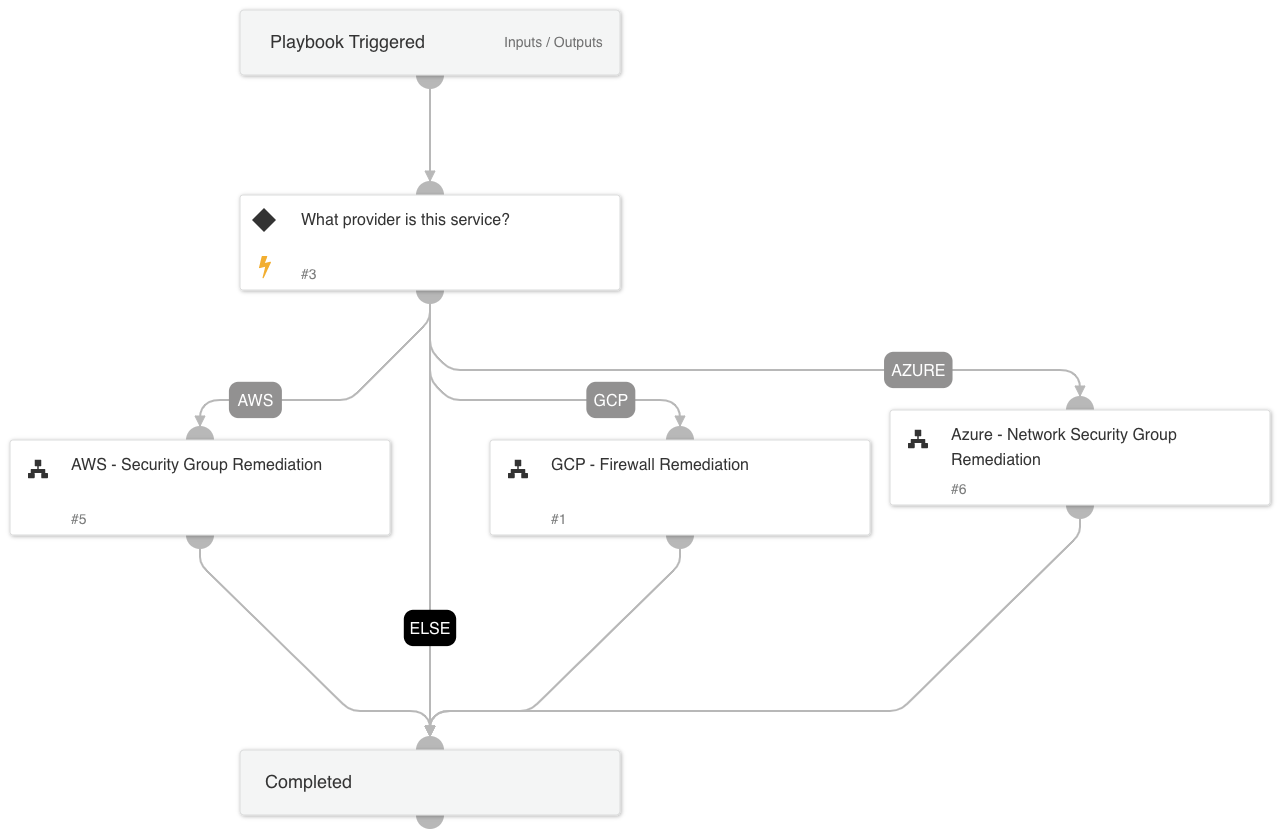 Playbook Triggered
Inputs / Outputs
What provider is this service?
#3
AZURE
AWS
GCP
AWS - Security Group Remediation
#5
GCP - Firewall Remediation
#1
Azure - Network Security Group
Remediation
#6
ELSE
Completed